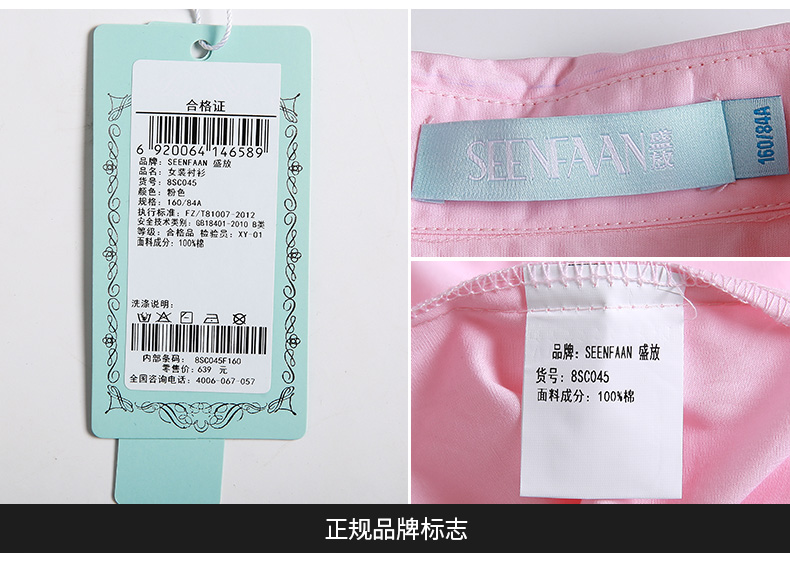 合格证
6 920064 146589
品牌: SEENFAAN 盛放
品名: 女装衬衫
货号: 8SC045
颜色: 粉色
规格: 160/84A
执行标准: FZ/T81007-2012
安全技术类别: GB18401-2010 B类
等级: 合格品 检验员: XY-01
面料成分: 100%棉
洗涤说明:
内部条码: 8SC045F160
零售价: 639 元
全国咨询电话: 4006-067-057
SEENFAAN 盛放
160/84A
品牌: SEENFAAN 盛放
货号: 8SC045
面料成分: 100%棉
正规品牌标志